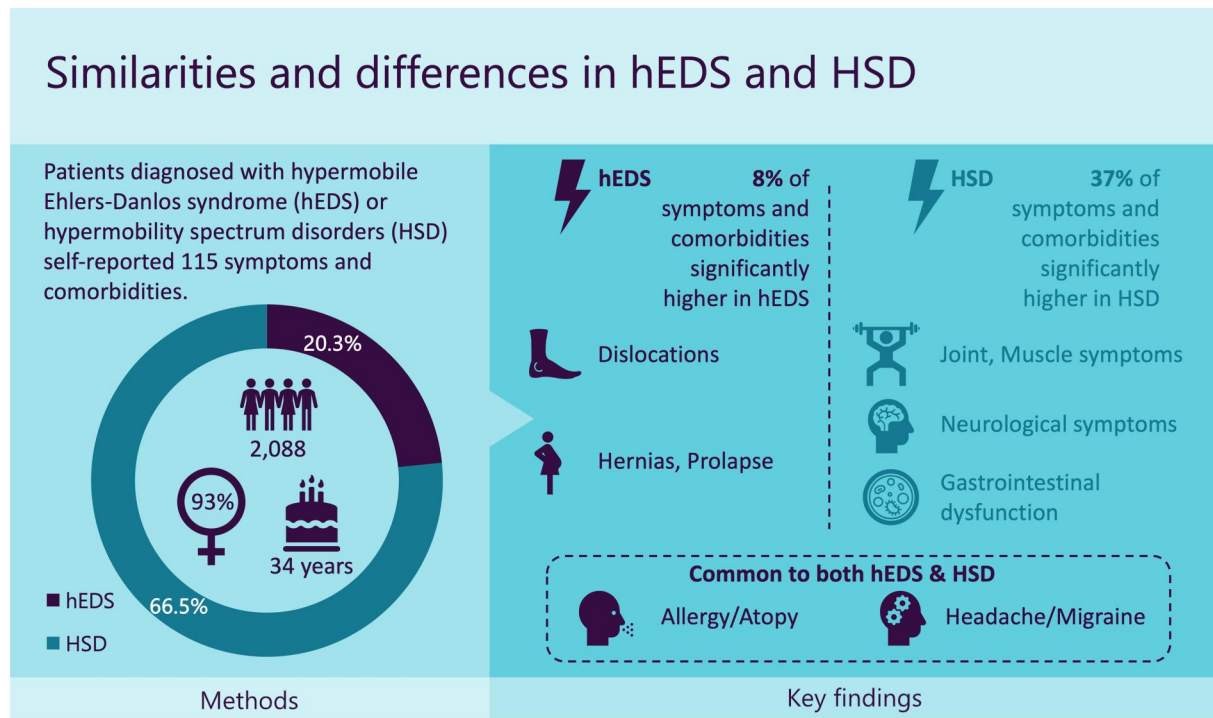 Similarities and differences in hEDS and HSD
Patients diagnosed with hypermobile
Ehlers-Danlos syndrome (hEDS) or
hypermobility spectrum disorders (HSD)
self-reported 115 symptoms and
comorbidities.
20.3%
2,088
93%
34 years
66.5%
hEDS
HSD
Methods
hEDS 8% of
symptoms and
comorbidities
significantly
higher in hEDS
Dislocations
Hernias, Prolapse
HSD 37% of
symptoms and
comorbidities
significantly
higher in HSD
Joint, Muscle symptoms
Neurological symptoms
Gastrointestinal
dysfunction
Common to both hEDS & HSD
Allergy/Atopy
Headache/Migraine
Key findings